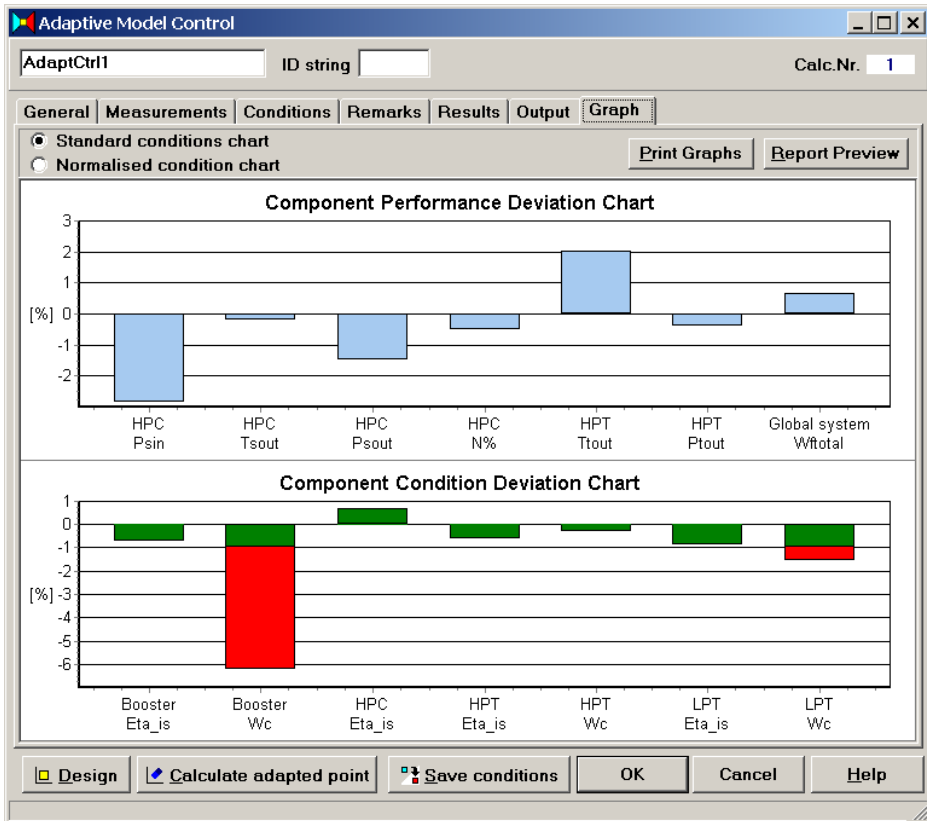 Adaptive Model Control
AdaptCtrl1 ID string Calc.Nr. 1
General Measurements Conditions Remarks Results Output Graph
Standard conditions chart
Normalised condition chart
Print Graphs Report Preview
Component Performance Deviation Chart
3
2
1
[%] 0
-1
-2
HPC HPC HPC HPC HPT HPT Global system
Psin Tsout Psout N% Ttout Ptout Wftotal
Component Condition Deviation Chart
1
0
-1
-2
[%] -3
-4
-5
-6
Booster Booster HPC HPT HPT LPT LPT
Eta_is Wc Eta_is Eta_is Wc Eta_is Wc
Design Calculate adapted point Save conditions OK Cancel Help